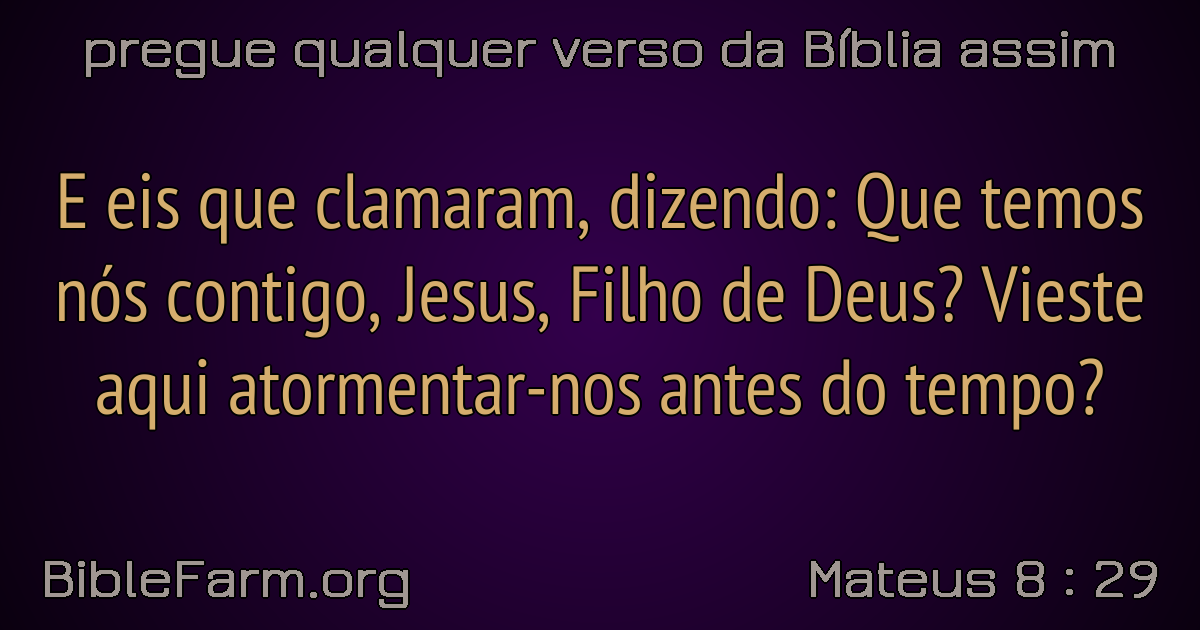 pregue qualquer verso da Bíblia assim
E eis que clamaram, dizendo: Que temos
nós contigo, Jesus, Filho de Deus? Vieste
aqui atormentar-nos antes do tempo?
BibleFarm.org
Mateus 8 : 29